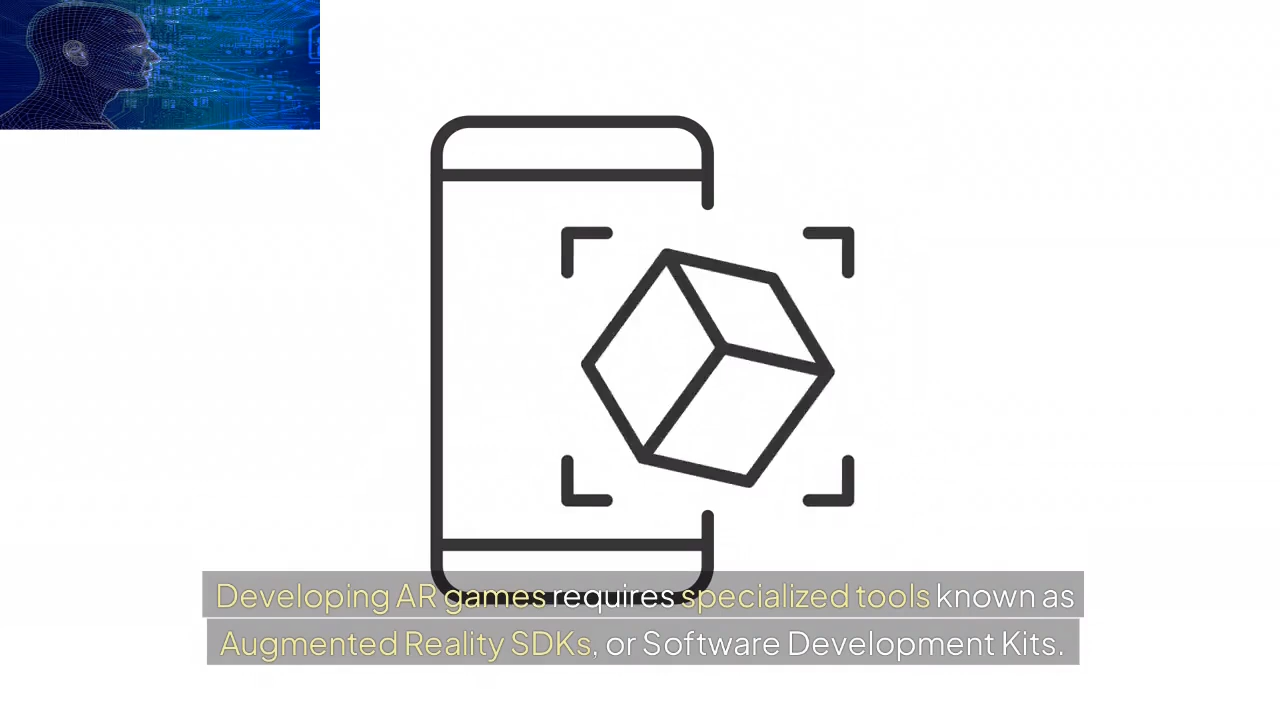 Developing AR games requires specialized tools known as
Augmented Reality SDKs, or Software Development Kits.